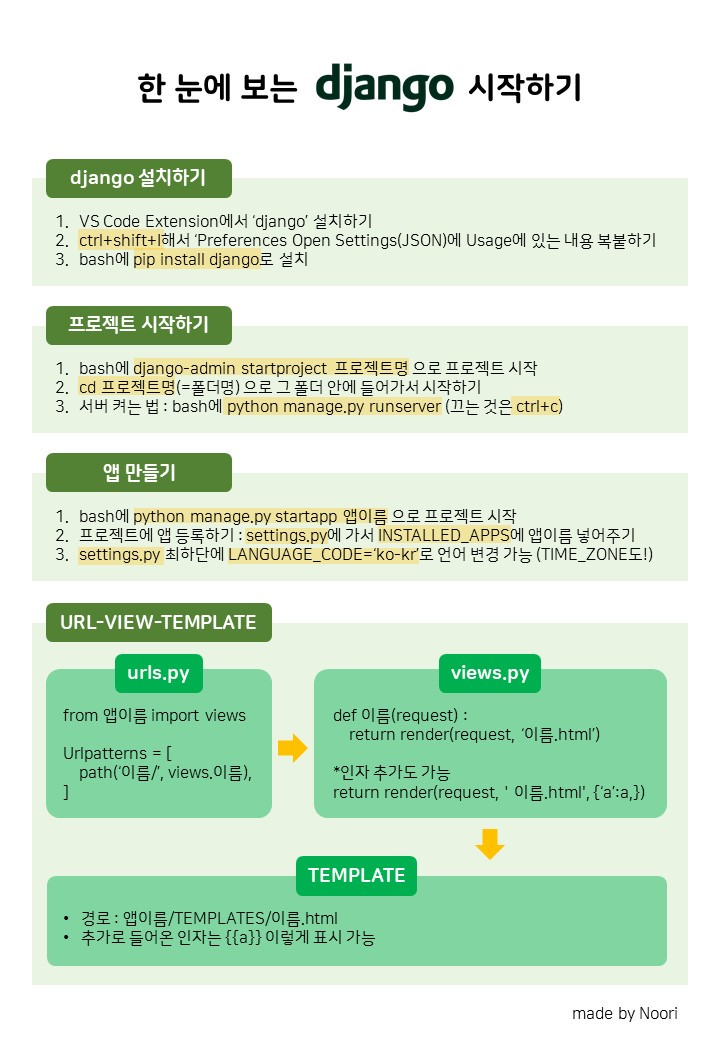 한 눈에 보는 django 시작하기
django 설치하기
1. VS Code Extension에서 ‘django’ 설치하기
2. ctrl+shift+l해서 ‘Preferences Open Settings(JSON)에 Usage에 있는 내용 복붙하기
3. bash에 pip install django로 설치
프로젝트 시작하기
1. bash에 django-admin startproject 프로젝트명 으로 프로젝트 시작
2. cd 프로젝트명(=폴더명) 으로 그 폴더 안에 들어가서 시작하기
3. 서버 켜는 법 : bash에 python manage.py runserver (끄는 것은 ctrl+c)
앱 만들기
1. bash에 python manage.py startapp 앱이름 으로 프로젝트 시작
2. 프로젝트에 앱 등록하기 : settings.py에 가서 INSTALLED_APPS에 앱이름 넣어주기
3. settings.py 최하단에 LANGUAGE_CODE=‘ko-kr’로 언어 변경 가능 (TIME_ZONE도!)
URL-VIEW-TEMPLATE
urls.py
from 앱이름 import views
Urlpatterns = [
path(‘이름/’, views.이름),
]
views.py
def 이름(request) :
return render(request, ‘이름.html’)
*인자 추가도 가능
return render(request, ' 이름.html', {‘a’:a,})
TEMPLATE
• 경로 : 앱이름/TEMPLATES/이름.html
• 추가로 들어온 인자는 {{a}} 이렇게 표시 가능
made by Noori